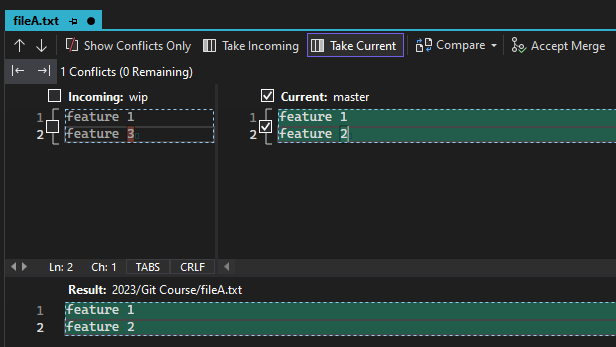 fileA.txt
Show Conflicts Only Take Incoming Take Current Compare Accept Merge
1 Conflicts (0 Remaining)
Incoming: wip
1 feature 1
2 feature 3
Current: master
1 feature 1
2 feature 2
Ln: 2 Ch: 1 TABS CRLF
Result: 2023/Git Course/fileA.txt
1 feature 1
2 feature 2